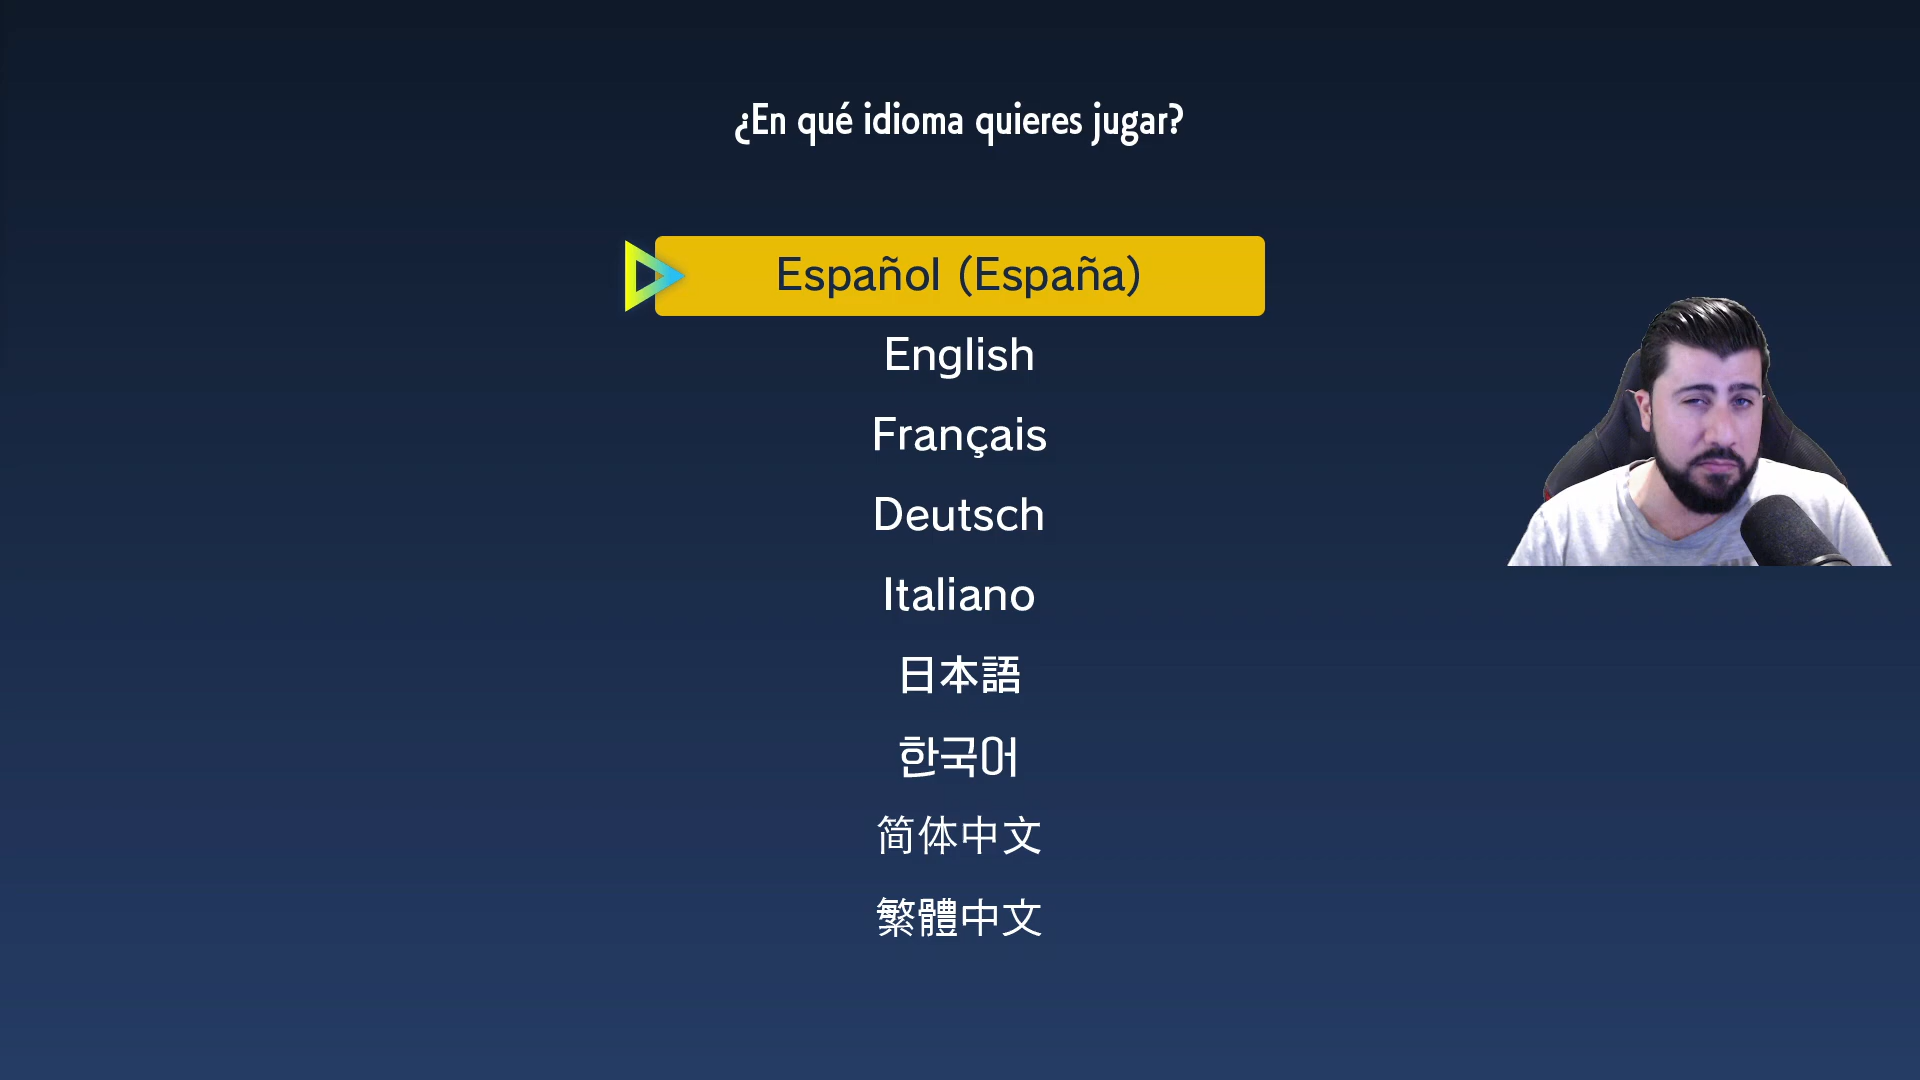 ¿En qué idioma quieres jugar?
Español (España)
English
Français
Deutsch
Italiano
日本語
한국어
简体中文
繁體中文